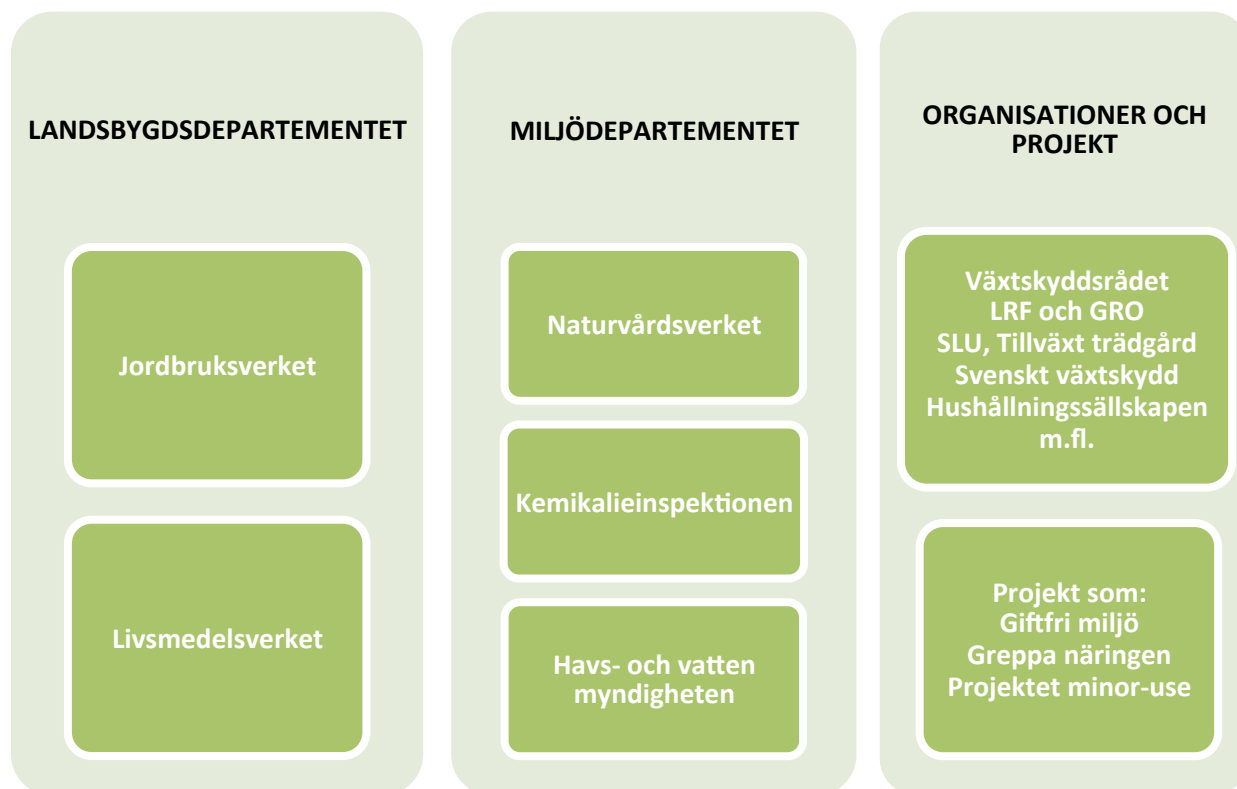 LANDSBYGDSDEPARTEMENTET
Jordbruksverket
Livsmedelsverket
MILJÖDEPARTEMENTET
Naturvårdsverket
Kemikalieinspektionen
Havs- och vatten
myndigheten
ORGANISATIONER OCH
PROJEKT
Växtskyddsrådet
LRF och GRO
SLU, Tillväxt trädgård
Svenskt växtskydd
Hushållningssällskapen
m.fl.
Projekt som:
Giftfri miljö
Greppa näringen
Projektet minor-use